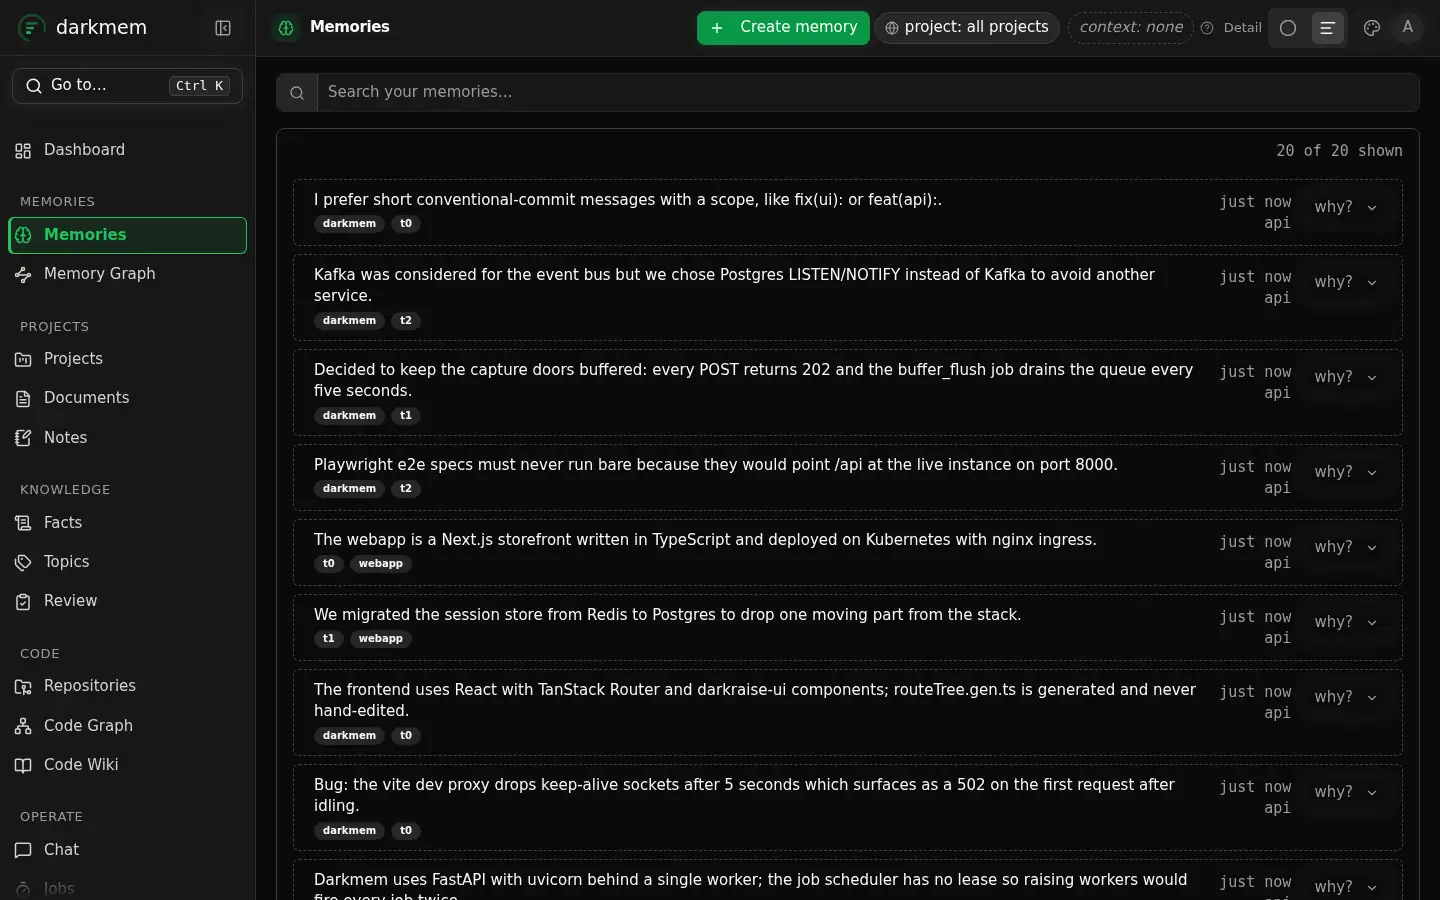 darkmem
Go to... Ctrl K
Dashboard
MEMORIES
Memories
Memory Graph
PROJECTS
Projects
Documents
Notes
KNOWLEDGE
Facts
Topics
Review
CODE
Repositories
Code Graph
Code Wiki
OPERATE
Chat
Jobs
Memories
Create memory project: all projects context: none Detail A
Search your memories...
20 of 20 shown
I prefer short conventional-commit messages with a scope, like fix(ui): or feat(api):.
darkmem t0
just now
api
why?
Kafka was considered for the event bus but we chose Postgres LISTEN/NOTIFY instead of Kafka to avoid another
service.
darkmem t2
just now
api
why?
Decided to keep the capture doors buffered: every POST returns 202 and the buffer_flush job drains the queue every
five seconds.
darkmem t1
just now
api
why?
Playwright e2e specs must never run bare because they would point /api at the live instance on port 8000.
darkmem t2
just now
api
why?
The webapp is a Next.js storefront written in TypeScript and deployed on Kubernetes with nginx ingress.
t0 webapp
just now
api
why?
We migrated the session store from Redis to Postgres to drop one moving part from the stack.
t1 webapp
just now
api
why?
The frontend uses React with TanStack Router and darkraise-ui components; routeTree.gen.ts is generated and never
hand-edited.
darkmem t0
just now
api
why?
Bug: the vite dev proxy drops keep-alive sockets after 5 seconds which surfaces as a 502 on the first request after
idling.
darkmem t0
just now
api
why?
Darkmem uses FastAPI with uvicorn behind a single worker; the job scheduler has no lease so raising workers would
fire every job twice.
just now
why?